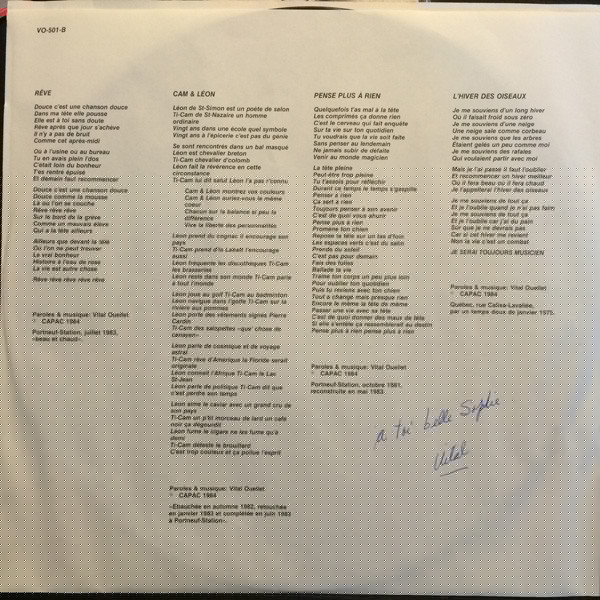 VO-501-B
RÊVE
Douce c'est une chanson douce
Dans ma tête elle pousse
Elle est à toi sans doute
Rêve après que jour s'achève
Il n'y a pas de bruit
Comme cet après-midi
Ou à l'usine ou au bureau
Tu en avais plein l'dos
C'était loin du bonheur
T'es rentré épuisé
Et demain faut recommencer
Douce c'est une chanson douce
Douce comme la mousse
Là où l'on se couche
Rêve rêve rêve
Sur le bord de la grève
Comme un mauvais élève
Qui a la tête ailleurs
Ailleurs que devant la télé
Où l'on ne peut trouver
Le vrai bonheur
Histoire à l'eau de rose
La vie est autre chose
Rêve rêve rêve rêve rêve
Paroles & musique: Vital Ouellet
© CAPAC 1984
Portneuf-Station, juillet 1983,
«beau et chaud».
CAM & LÉON
Léon de St-Simon est un poète de salon
Ti-Cam de St-Nazaire un homme
ordinaire
Vingt ans dans une école quel symbole
Vingt ans à l'épicerie c'est pas du génie
Se sont rencontrés dans un bal masqué
Léon est chevalier breton
Ti-Cam chevalier d'colomb
Léon fait la révérence en cette
circonstance
Ti-Cam lui dit salut Léon l'a pas r'connu
Cam & Léon montrez vos couleurs
Cam & Léon auriez-vous le même
coeur
Chacun sur la balance si peu la
différence
Vive la liberté des personnalités
Léon prend du cognac il encourage son
pays
Ti-Cam prend d'la Labatt l'encourage
aussi
Léon fréquente les discothèques Ti-Cam
les brasseries
Léon reste dans son monde Ti-Cam parle
à tout l'monde
Léon joue au golf Ti-Cam au badminton
Léon navigue dans l'golfe Ti-Cam sur la
rivière aux pommes
Léon porte des vêtements signés Pierre
Cardin
Ti-Cam des salopettes «que' chose de
canayen»
Léon parle de cosmique et de voyage
astral
Ti-Cam rêve d'Amérique la Floride serait
originale
Léon connait l'Afrique Ti-Cam le Lac
St-Jean
Léon parle de politique Ti-Cam dit que
c'est perdre son temps
Léon aime le caviar avec un grand cru de
son pays
Ti-Cam un p'tit morceau de lard un café
noir ça dégourdit
Léon fume le cigare ne les fume qu'à
demi
Ti-Cam déteste le brouillard
C'est trop couteux et ça pollue l'esprit
Paroles & musique: Vital Ouellet
© CAPAC 1984
«Ebauchée en automne 1982, retouchée
en janvier 1983 et complétée en juin 1983
à Portneuf-Station».
PENSE PLUS À RIEN
Quelquefois t'as mal à la tête
Les comprimés ça donne rien
C'est le cerveau qui fait enquête
Sur ta vie sur ton quotidien
Tu voudrais que la vie soit faite
Sans penser au lendemain
Ne jamais subir de défaite
Venir au monde magicien
La tête pleine
Peut-être trop pleine
Tu t'assois pour réfléchir
Durant ce temps le temps s'gaspille
Penser à rien
Ça sert à rien
Toujours penser à son avenir
C'est de quoi vous ahurir
Pense plus à rien
Promène ton chien
Repose ta tête sur un tas d'foin
Les espaces verts c'est du satin
Prends du soleil
C'est pas pour demain
Fais des folies
Ballade ta vie
Traine ton corps un peu plus loin
Pour oublier ton quotidien
Puis tu reviens avec ton chien
Tout a changé mais presque rien
Encore le même la tête de même
Passer une vie avec sa tête
C'est de quoi donner des maux de tête
Si elle s'entête ça ressemblerait au destin
Pense plus à rien pense plus à rien
Paroles & musique: Vital Ouellet
© CAPAC 1984
Portneuf-Station, octobre 1981,
reconstruite en mai 1983.
L'HIVER DES OISEAUX
Je me souviens d'un long hiver
Où il faisait froid sous zéro
Je me souviens d'une neige
Une neige sale comme corbeau
Je me souviens que les arbres
Étaient gelés un peu comme moi
Je me souviens des rafales
Qui voulaient partir avec moi
Mais je l'ai passé il faut l'oublier
Et recommencer un hiver meilleur
Où il fera beau où il fera chaud
Je l'appellerai l'hiver des oiseaux
Je me souviens de tout ça
Et je l'oublie quand je n'ai pas faim
Je me souviens de tout ça
Et je l'oublie car j'ai du pain
Sûr que je ne devrais pas
Car si cet hiver me revient
Non la vie c'est un combat
JE SERAI TOUJOURS MUSICIEN
Paroles & musique: Vital Ouellet
© CAPAC 1984
Québec, rue Calixa-Lavallée,
par un temps doux de janvier 1975.
à toi belle Sophie.
Vital